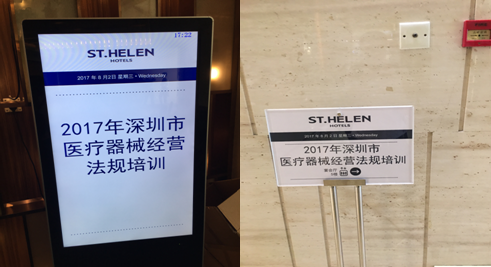 17:22
ST.HELEN
HOTELS
2017 年 8 月 2 日 星期三 • Wednesday
2017年深圳市
医疗器械经营
法规培训
ST.HELEN
HOTELS
2017 年 8 月 2 日 星期三 • Wednesday
2017年深圳市
医疗器械经营法规培训
宴会厅